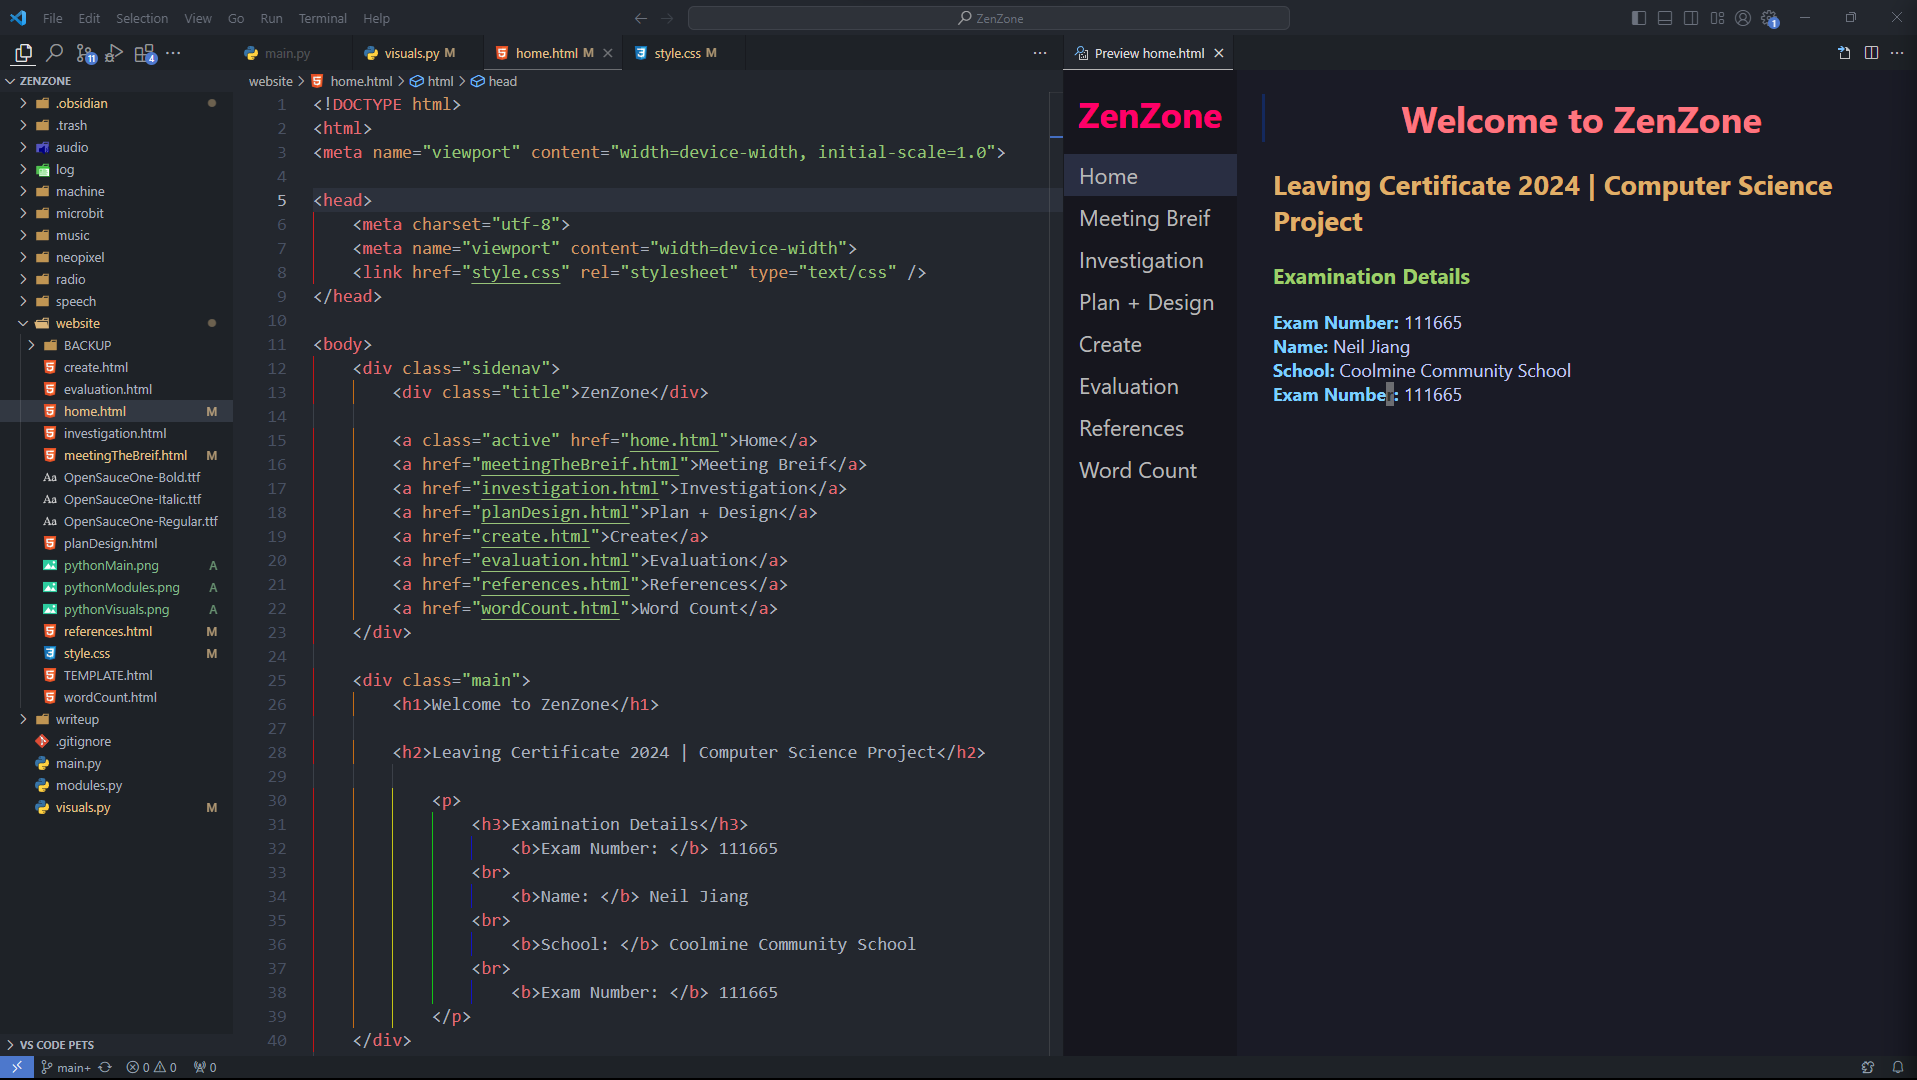 File Edit Selection View Go Run Terminal Help
ZenZone
1
11
4
main.py
visuals.py M
home.html M
style.css M
Preview home.html
ZENZONE
.obsidian
.trash
audio
log
machine
microbit
music
neopixel
radio
speech
website
BACKUP
create.html
evaluation.html
home.html M
investigation.html
meetingTheBreif.html M
Aa OpenSauceOne-Bold.ttf
Aa OpenSauceOne-Italic.ttf
Aa OpenSauceOne-Regular.ttf
planDesign.html
pythonMain.png A
pythonModules.png A
pythonVisuals.png A
references.html M
style.css M
TEMPLATE.html
wordCount.html
writeup
.gitignore
main.py
modules.py
visuals.py M
VS CODE PETS
website > home.html > html > head
1 <!DOCTYPE html>
2 <html>
3 <meta name="viewport" content="width=device-width, initial-scale=1.0">
4
5 <head>
6 <meta charset="utf-8">
7 <meta name="viewport" content="width=device-width">
8 <link href="style.css" rel="stylesheet" type="text/css" />
9 </head>
10
11 <body>
12 <div class="sidenav">
13 <div class="title">ZenZone</div>
14
15 <a class="active" href="home.html">Home</a>
16 <a href="meetingTheBreif.html">Meeting Breif</a>
17 <a href="investigation.html">Investigation</a>
18 <a href="planDesign.html">Plan + Design</a>
19 <a href="create.html">Create</a>
20 <a href="evaluation.html">Evaluation</a>
21 <a href="references.html">References</a>
22 <a href="wordCount.html">Word Count</a>
23 </div>
24
25 <div class="main">
26 <h1>Welcome to ZenZone</h1>
27
28 <h2>Leaving Certificate 2024 | Computer Science Project</h2>
29
30 <p>
31 <h3>Examination Details</h3>
32 <b>Exam Number: </b> 111665
33 <br>
34 <b>Name: </b> Neil Jiang
35 <br>
36 <b>School: </b> Coolmine Community School
37 <br>
38 <b>Exam Number: </b> 111665
39 </p>
40 </div>
ZenZone
Home
Meeting Breif
Investigation
Plan + Design
Create
Evaluation
References
Word Count
Welcome to ZenZone
Leaving Certificate 2024 | Computer Science
Project
Examination Details
Exam Number: 111665
Name: Neil Jiang
School: Coolmine Community School
Exam Number: 111665
main+ 0 0 0